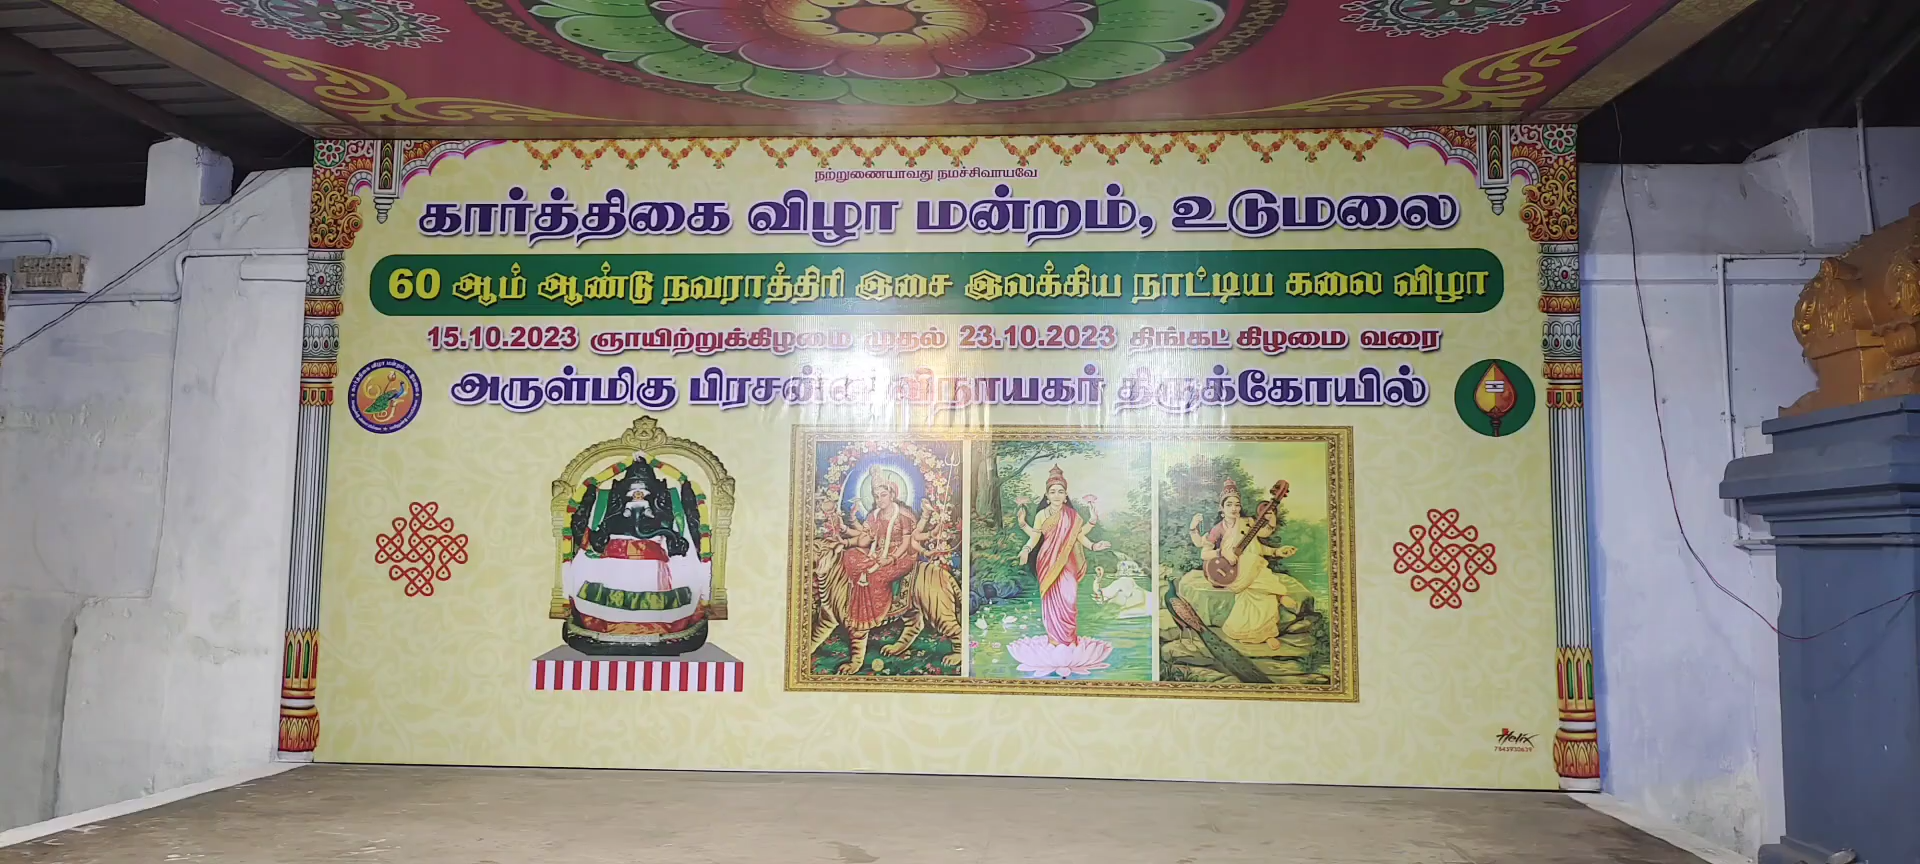 நற்றுணையாவது நமச்சிவாயவே
கார்த்திகை விழா மன்றம், உடுமலை
60 ஆம் ஆண்டு நவராத்திரி இசை இலக்கிய நாட்டிய கலை விழா
15.10.2023 ஞாயிற்றுக்கிழமை முதல் 23.10.2023 திங்கட் கிழமை வரை
அருள்மிகு பிரசன்ன விநாயகர் திருக்கோயில்
Helix